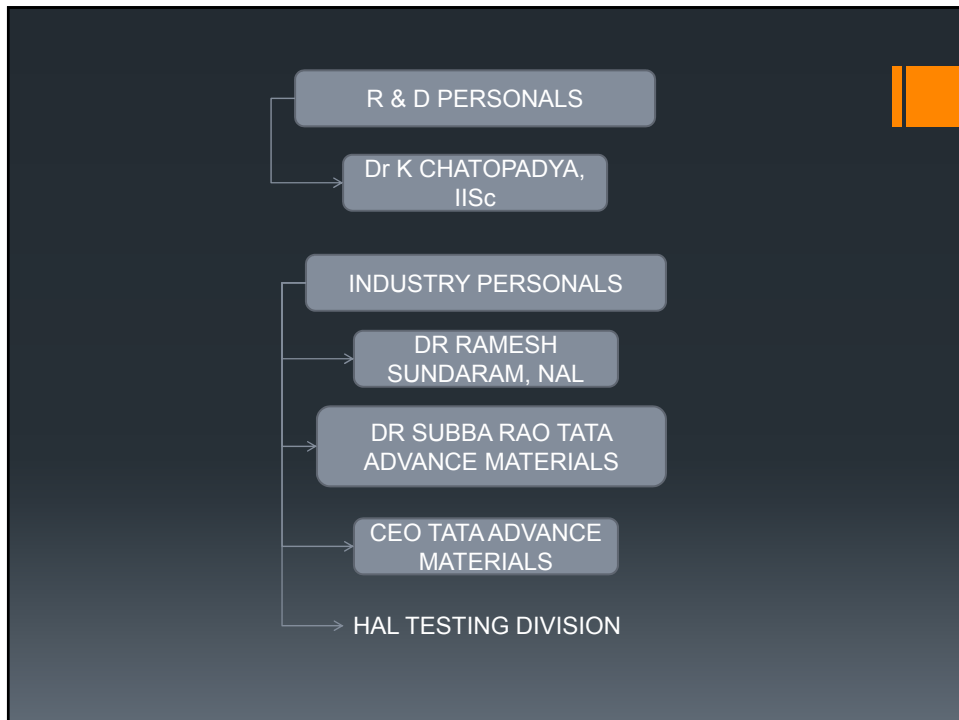 R & D PERSONALS
Dr K CHATOPADYA,
IISc
INDUSTRY PERSONALS
DR RAMESH
SUNDARAM, NAL
DR SUBBA RAO TATA
ADVANCE MATERIALS
CEO TATA ADVANCE
MATERIALS
HAL TESTING DIVISION